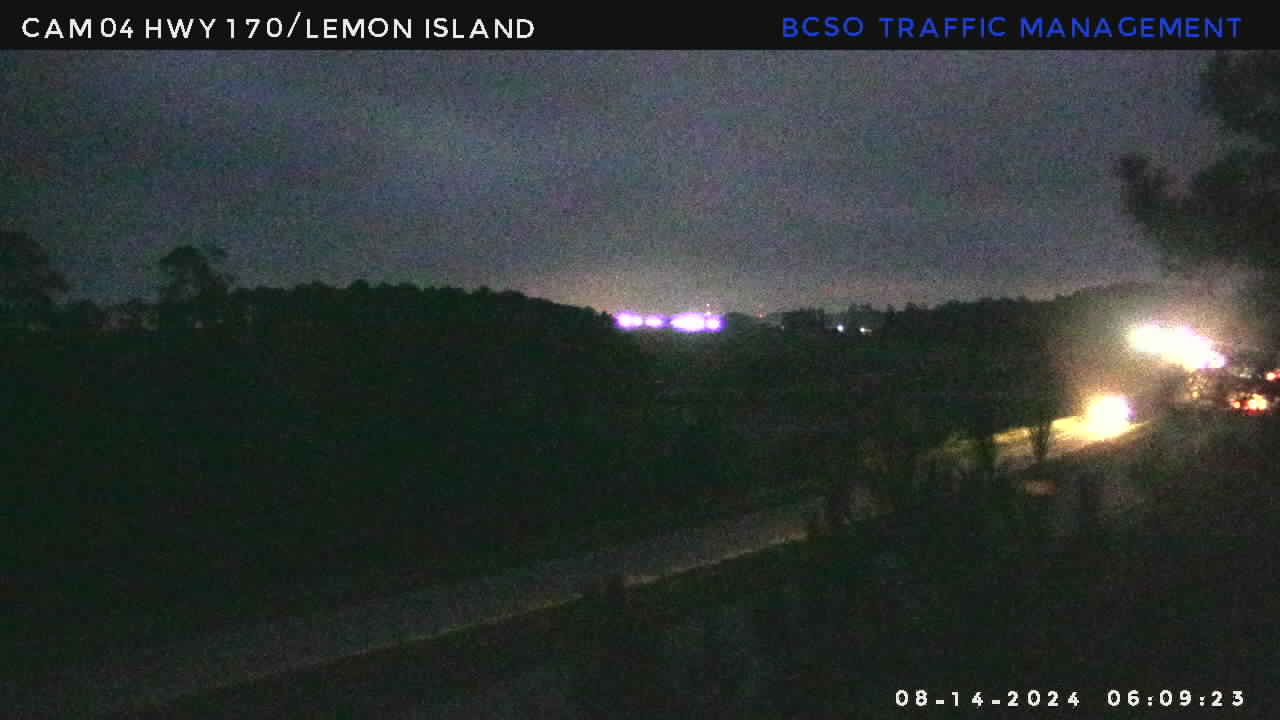 CAM04 HWY 170/LEMON ISLAND
BCSO TRAFFIC MANAGEMENT
08-14-2024 06:09:23